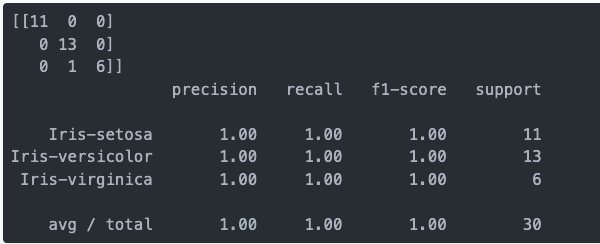 [[11 0 0]
0 13 0]
0 1 6]]
precision recall f1-score support
Iris-setosa 1.00 1.00 1.00 11
Iris-versicolor 1.00 1.00 1.00 13
Iris-virginica 1.00 1.00 1.00 6
avg / total 1.00 1.00 1.00 30